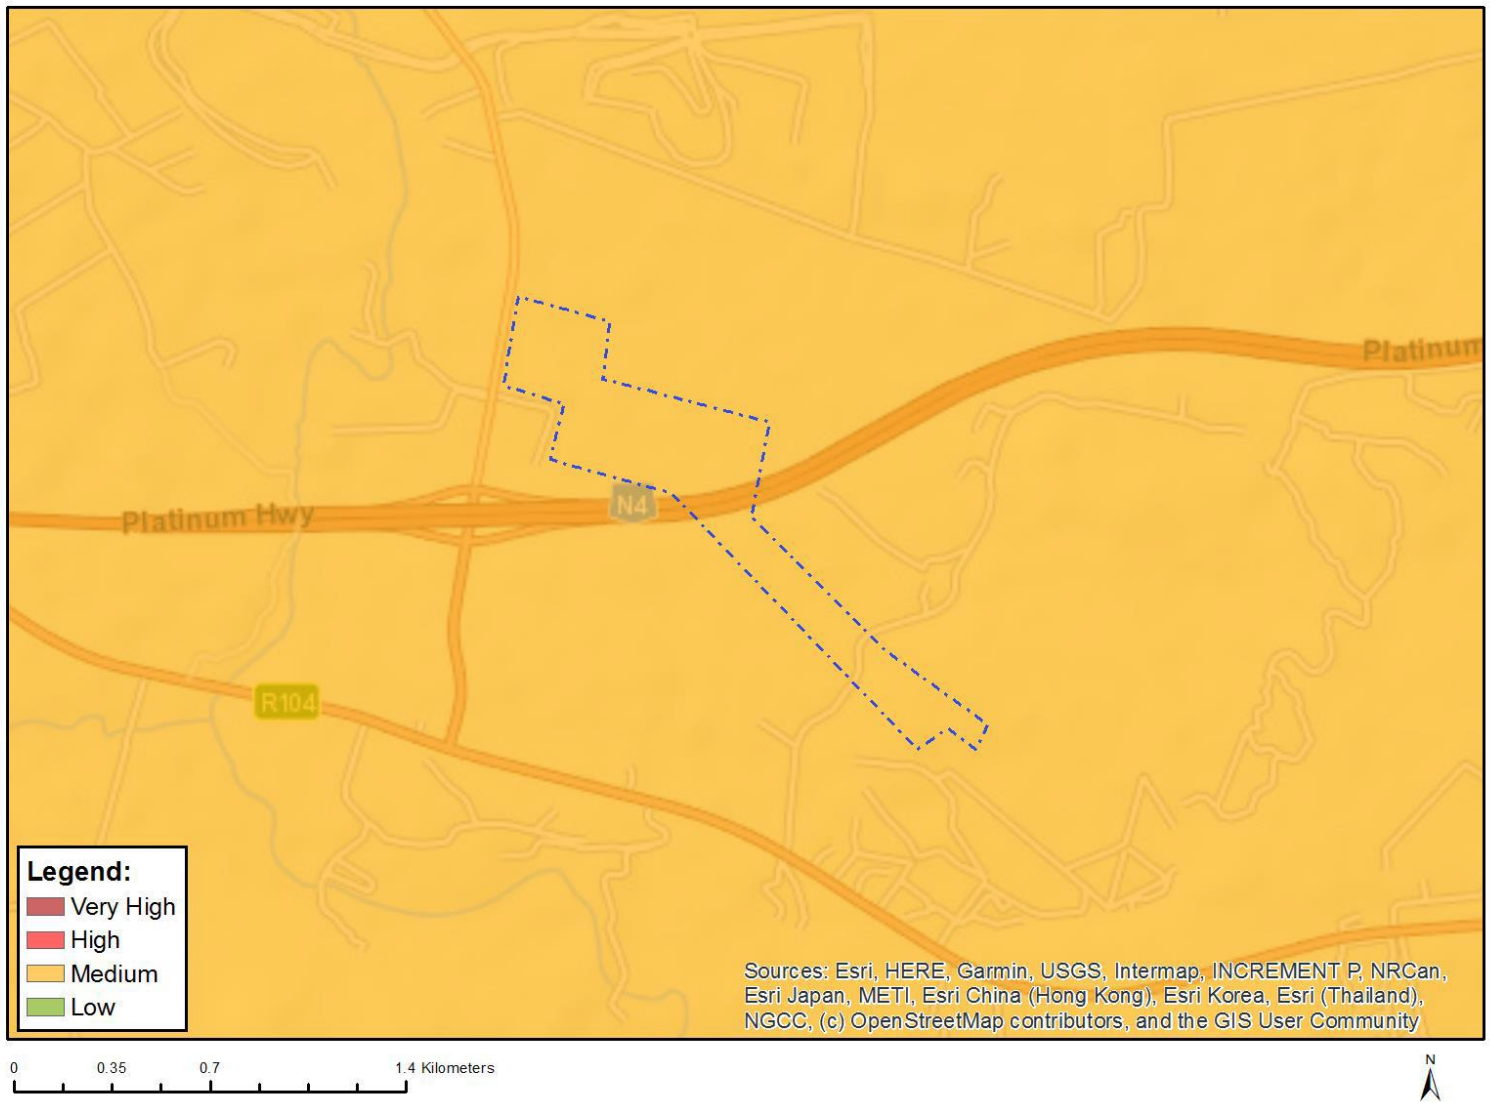 Platinum
N4
Platinum Hwy
R104
Legend:
Very High
High
Medium
Low
Sources: Esri, HERE, Garmin, USGS, Intermap, INCREMENT P, NRCan,
Esri Japan, METI, Esri China (Hong Kong), Esri Korea, Esri (Thailand),
NGCC, (c) OpenStreetMap contributors, and the GIS User Community
0 0.35 0.7 1.4 Kilometers
N